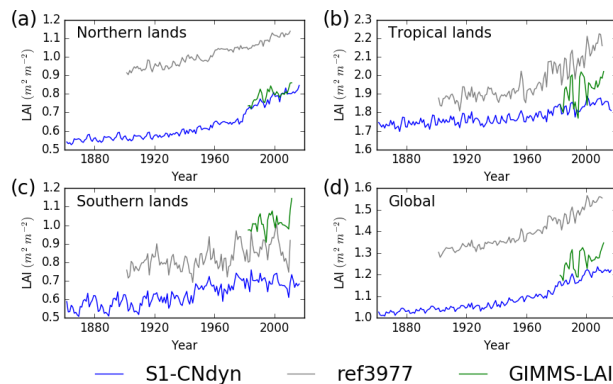 (a) Northern lands
LAI (m² m⁻²)
1.2
1.1
1.0
0.9
0.8
0.7
0.6
0.5
1880 1920 1960 2000
Year
(b) Tropical lands
LAI (m² m⁻²)
2.3
2.2
2.1
2.0
1.9
1.8
1.7
1.6
1880 1920 1960 2000
Year
(c) Southern lands
LAI (m² m⁻²)
1.2
1.1
1.0
0.9
0.8
0.7
0.6
0.5
1880 1920 1960 2000
Year
(d) Global
LAI (m² m⁻²)
1.6
1.5
1.4
1.3
1.2
1.1
1.0
1880 1920 1960 2000
Year
S1-CNdyn ref3977 GIMMS-LAI